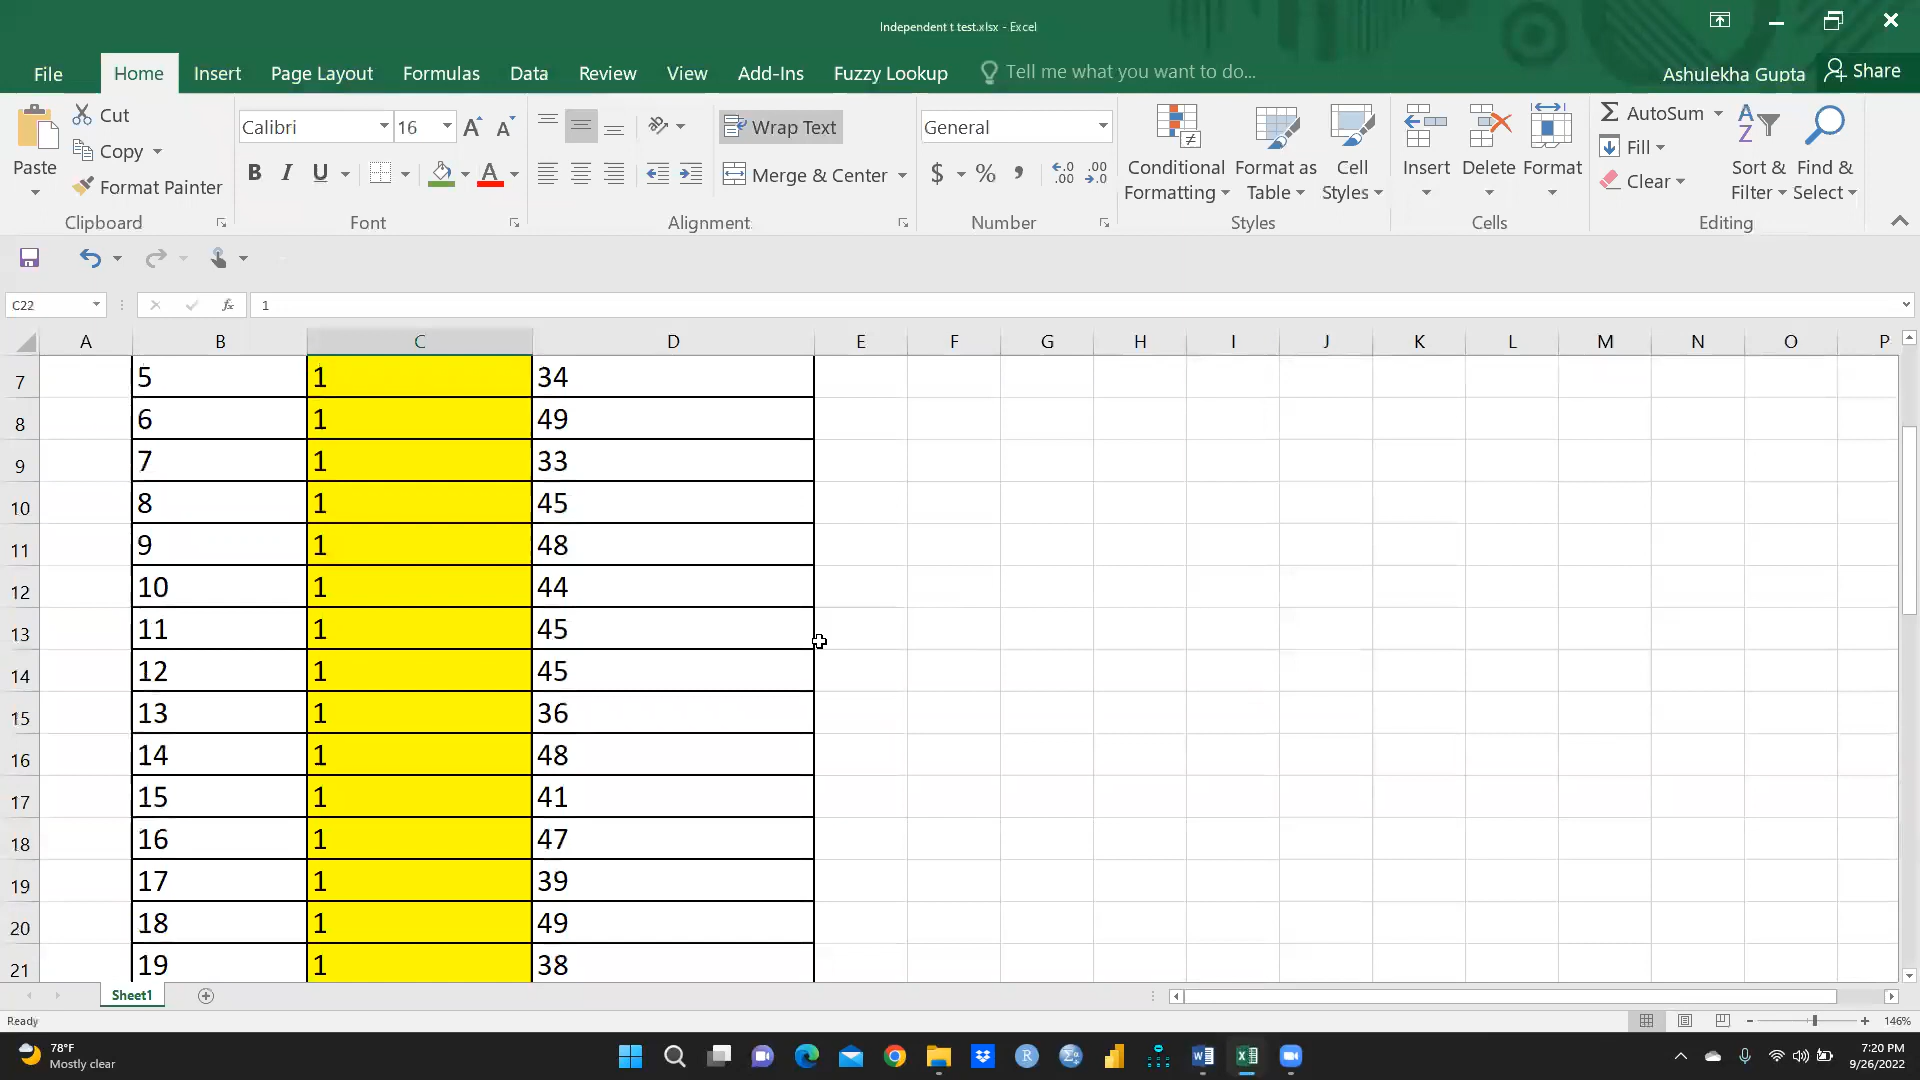 Independent t test.xlsx - Excel
File Home Insert Page Layout Formulas Data Review View Add-Ins Fuzzy Lookup Tell me what you want to do... Ashulekha Gupta Share
Paste
Cut
Copy
Format Painter
Clipboard
Calibri 16
B I U A
Font
Wrap Text
Merge & Center
Alignment
General
$ % , .00 .0
Number
Conditional Formatting
Format as Table
Cell Styles
Styles
Insert Delete Format
Cells
AutoSum
Fill
Clear
Sort & Filter
Find & Select
Editing
C22 fx 1
A B C D E F G H I J K L M N O P
7 5 1 34
8 6 1 49
9 7 1 33
10 8 1 45
11 9 1 48
12 10 1 44
13 11 1 45
14 12 1 45
15 13 1 36
16 14 1 48
17 15 1 41
18 16 1 47
19 17 1 39
20 18 1 49
21 19 1 38
Sheet1
Ready 146%
78°F
Mostly clear
7:20 PM
9/26/2022